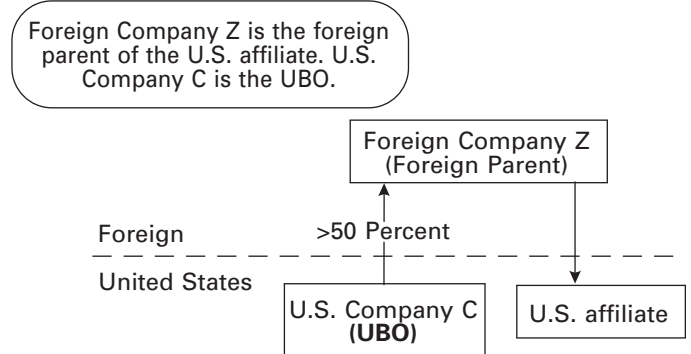 Foreign Company Z is the foreign
parent of the U.S. affiliate. U.S.
Company C is the UBO.
Foreign Company Z
(Foreign Parent)
Foreign
>50 Percent
United States
U.S. Company C
(UBO)
U.S. affiliate